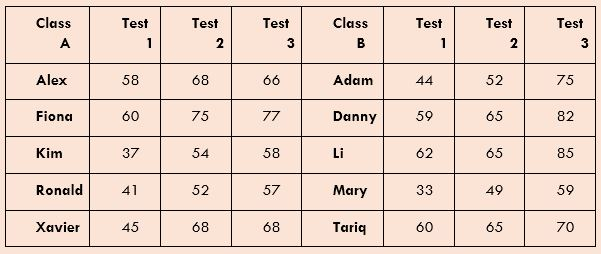 Class A Test 1 Test 2 Test 3 Class B Test 1 Test 2 Test 3
Alex 58 68 66 Adam 44 52 75
Fiona 60 75 77 Danny 59 65 82
Kim 37 54 58 Li 62 65 85
Ronald 41 52 57 Mary 33 49 59
Xavier 45 68 68 Tariq 60 65 70